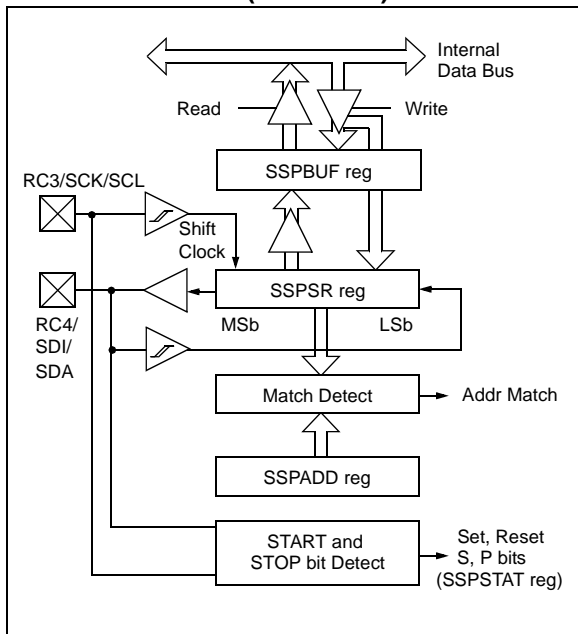 Internal
Data Bus
Read
Write
SSPBUF reg
RC3/SCK/SCL
Shift
Clock
SSPSR reg
MSb
LSb
RC4/
SDI/
SDA
Match Detect
Addr Match
SSPADD reg
START and
STOP bit Detect
Set, Reset
S, P bits
(SSPSTAT reg)